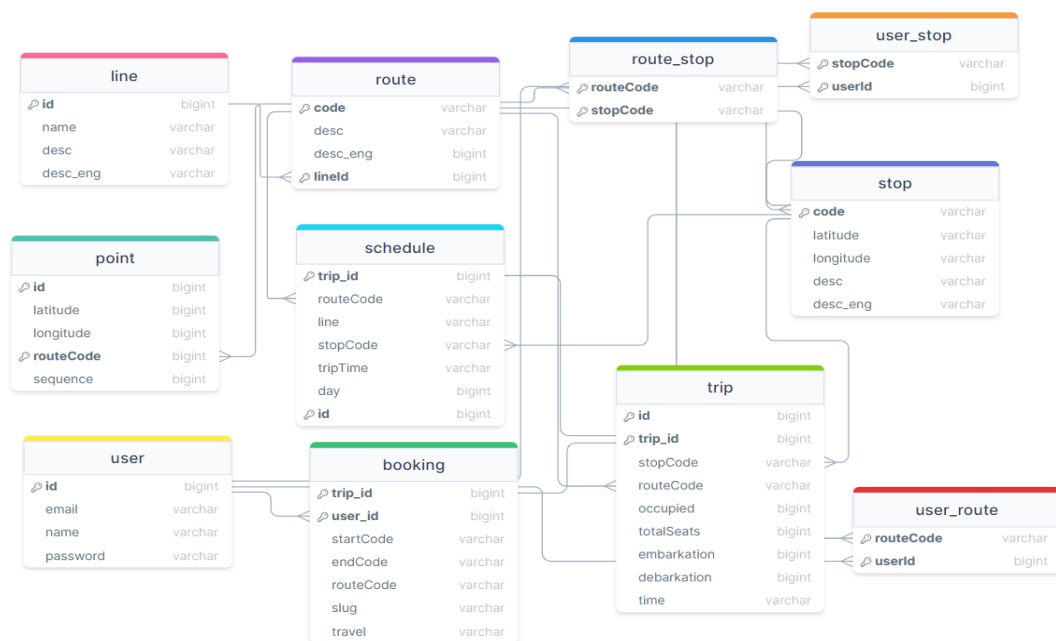 line
id bigint
name varchar
desc varchar
desc_eng varchar
route
code varchar
desc varchar
desc_eng bigint
lineId bigint
route_stop
routeCode varchar
stopCode varchar
user_stop
stopCode varchar
userId bigint
stop
code varchar
latitude varchar
longitude varchar
desc varchar
desc_eng varchar
point
id bigint
latitude bigint
longitude bigint
routeCode bigint
sequence bigint
schedule
trip_id bigint
routeCode varchar
line varchar
stopCode varchar
tripTime varchar
day bigint
id bigint
trip
id bigint
trip_id bigint
stopCode varchar
routeCode varchar
occupied bigint
totalSeats bigint
embarkation bigint
debarkation bigint
time varchar
user
id bigint
email varchar
name varchar
password varchar
booking
trip_id bigint
user_id bigint
startCode varchar
endCode varchar
routeCode varchar
slug varchar
travel varchar
user_route
routeCode varchar
userId bigint